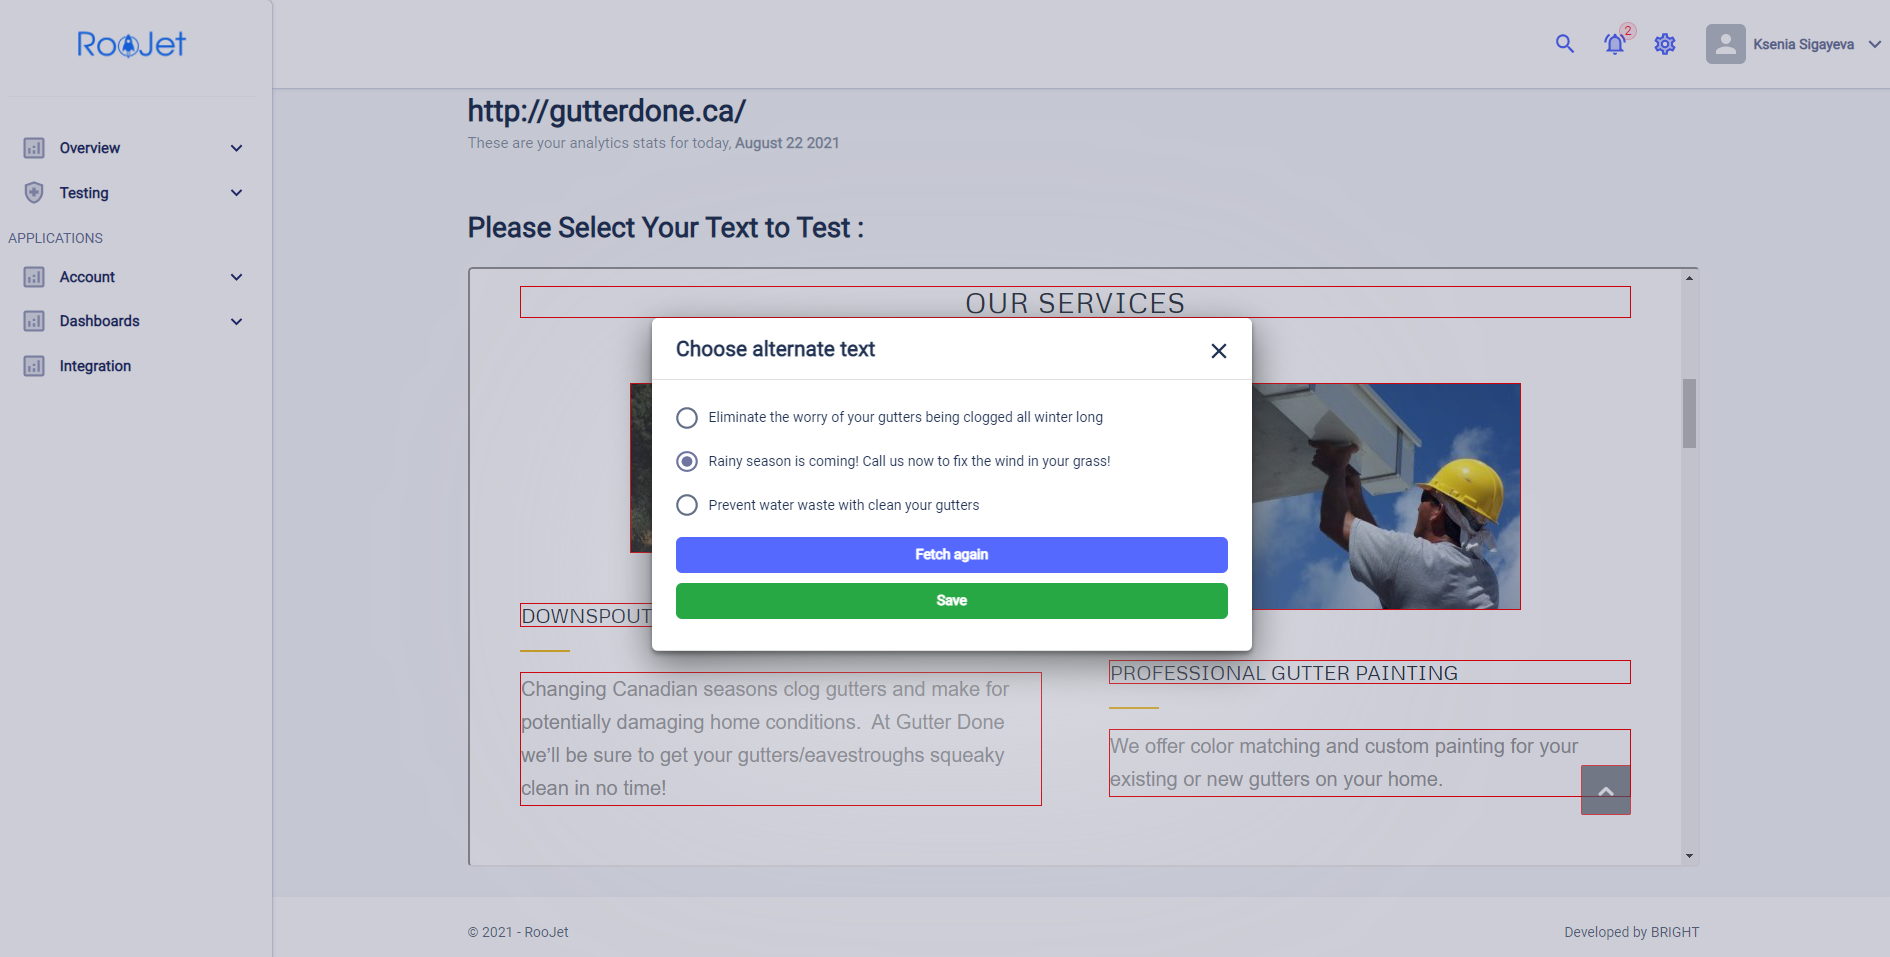 RooJet
2
Ksenia Sigayeva
Overview
Testing
APPLICATIONS
Account
Dashboards
Integration
http://gutterdone.ca/
These are your analytics stats for today, August 22 2021
Please Select Your Text to Test :
OUR SERVICES
Choose alternate text
Eliminate the worry of your gutters being clogged all winter long
Rainy season is coming! Call us now to fix the wind in your grass!
Prevent water waste with clean your gutters
Fetch again
Save
DOWNSPOUT
Changing Canadian seasons clog gutters and make for
potentially damaging home conditions.  At Gutter Done
we'll be sure to get your gutters/eavestroughs squeaky
clean in no time!
PROFESSIONAL GUTTER PAINTING
We offer color matching and custom painting for your
existing or new gutters on your home.
© 2021 - RooJet
Developed by BRIGHT